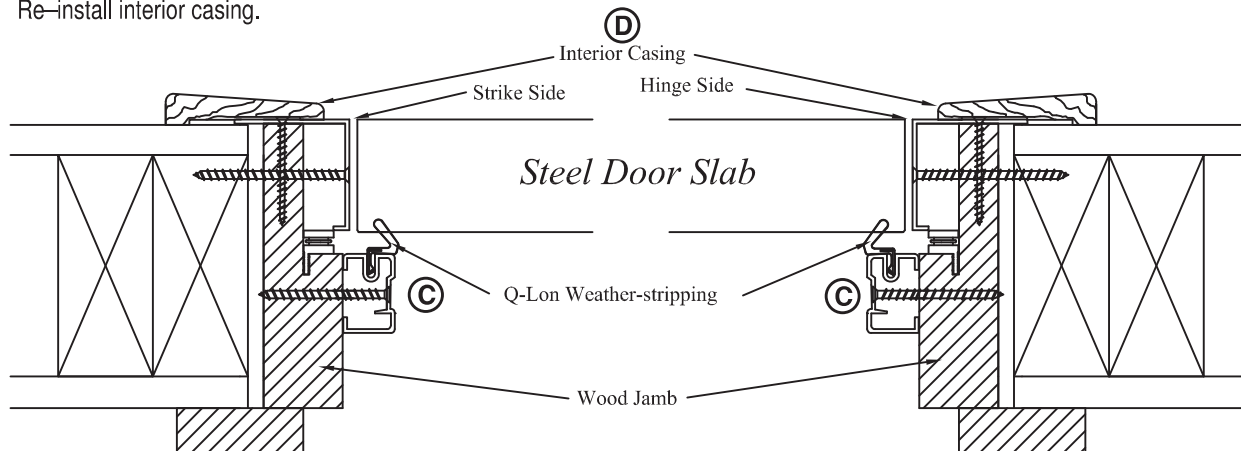 Re–install interior casing.
D
Interior Casing
Strike Side
Hinge Side
Steel Door Slab
C
Q-Lon Weather-stripping
C
Wood Jamb